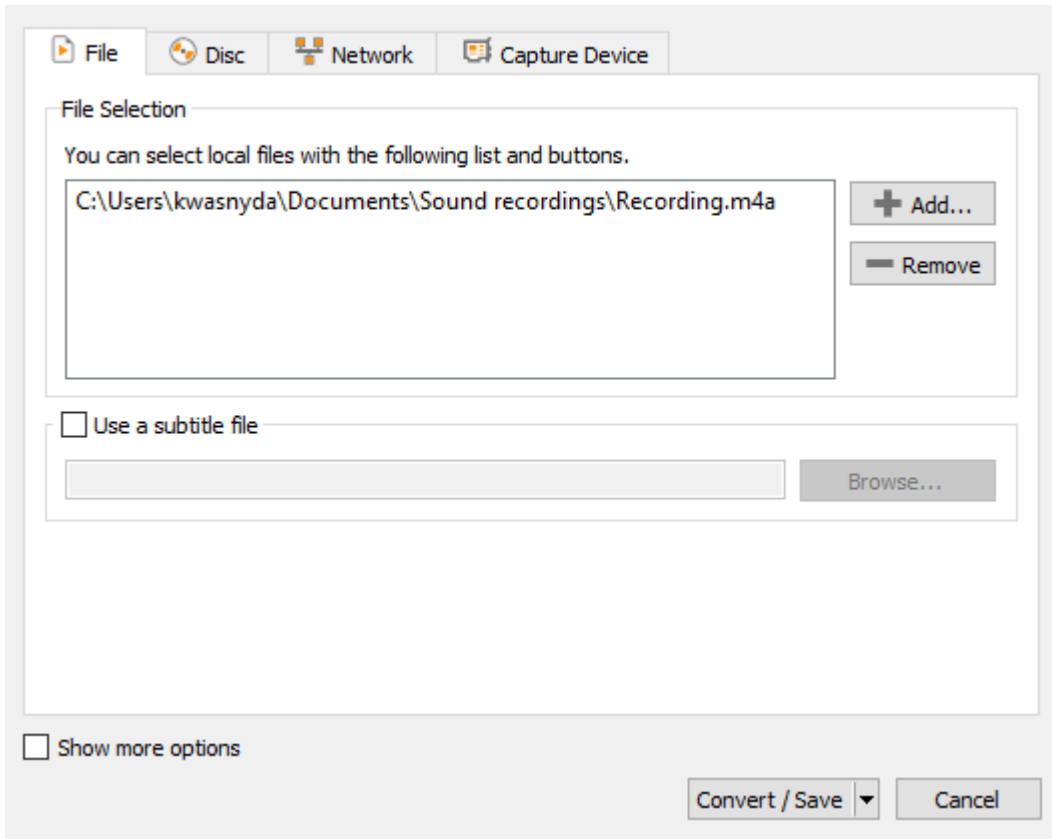 File
Disc
Network
Capture Device
File Selection
You can select local files with the following list and buttons.
C:\Users\kwasnyda\Documents\Sound recordings\Recording.m4a
Add...
Remove
Use a subtitle file
Browse...
Show more options
Convert / Save
Cancel